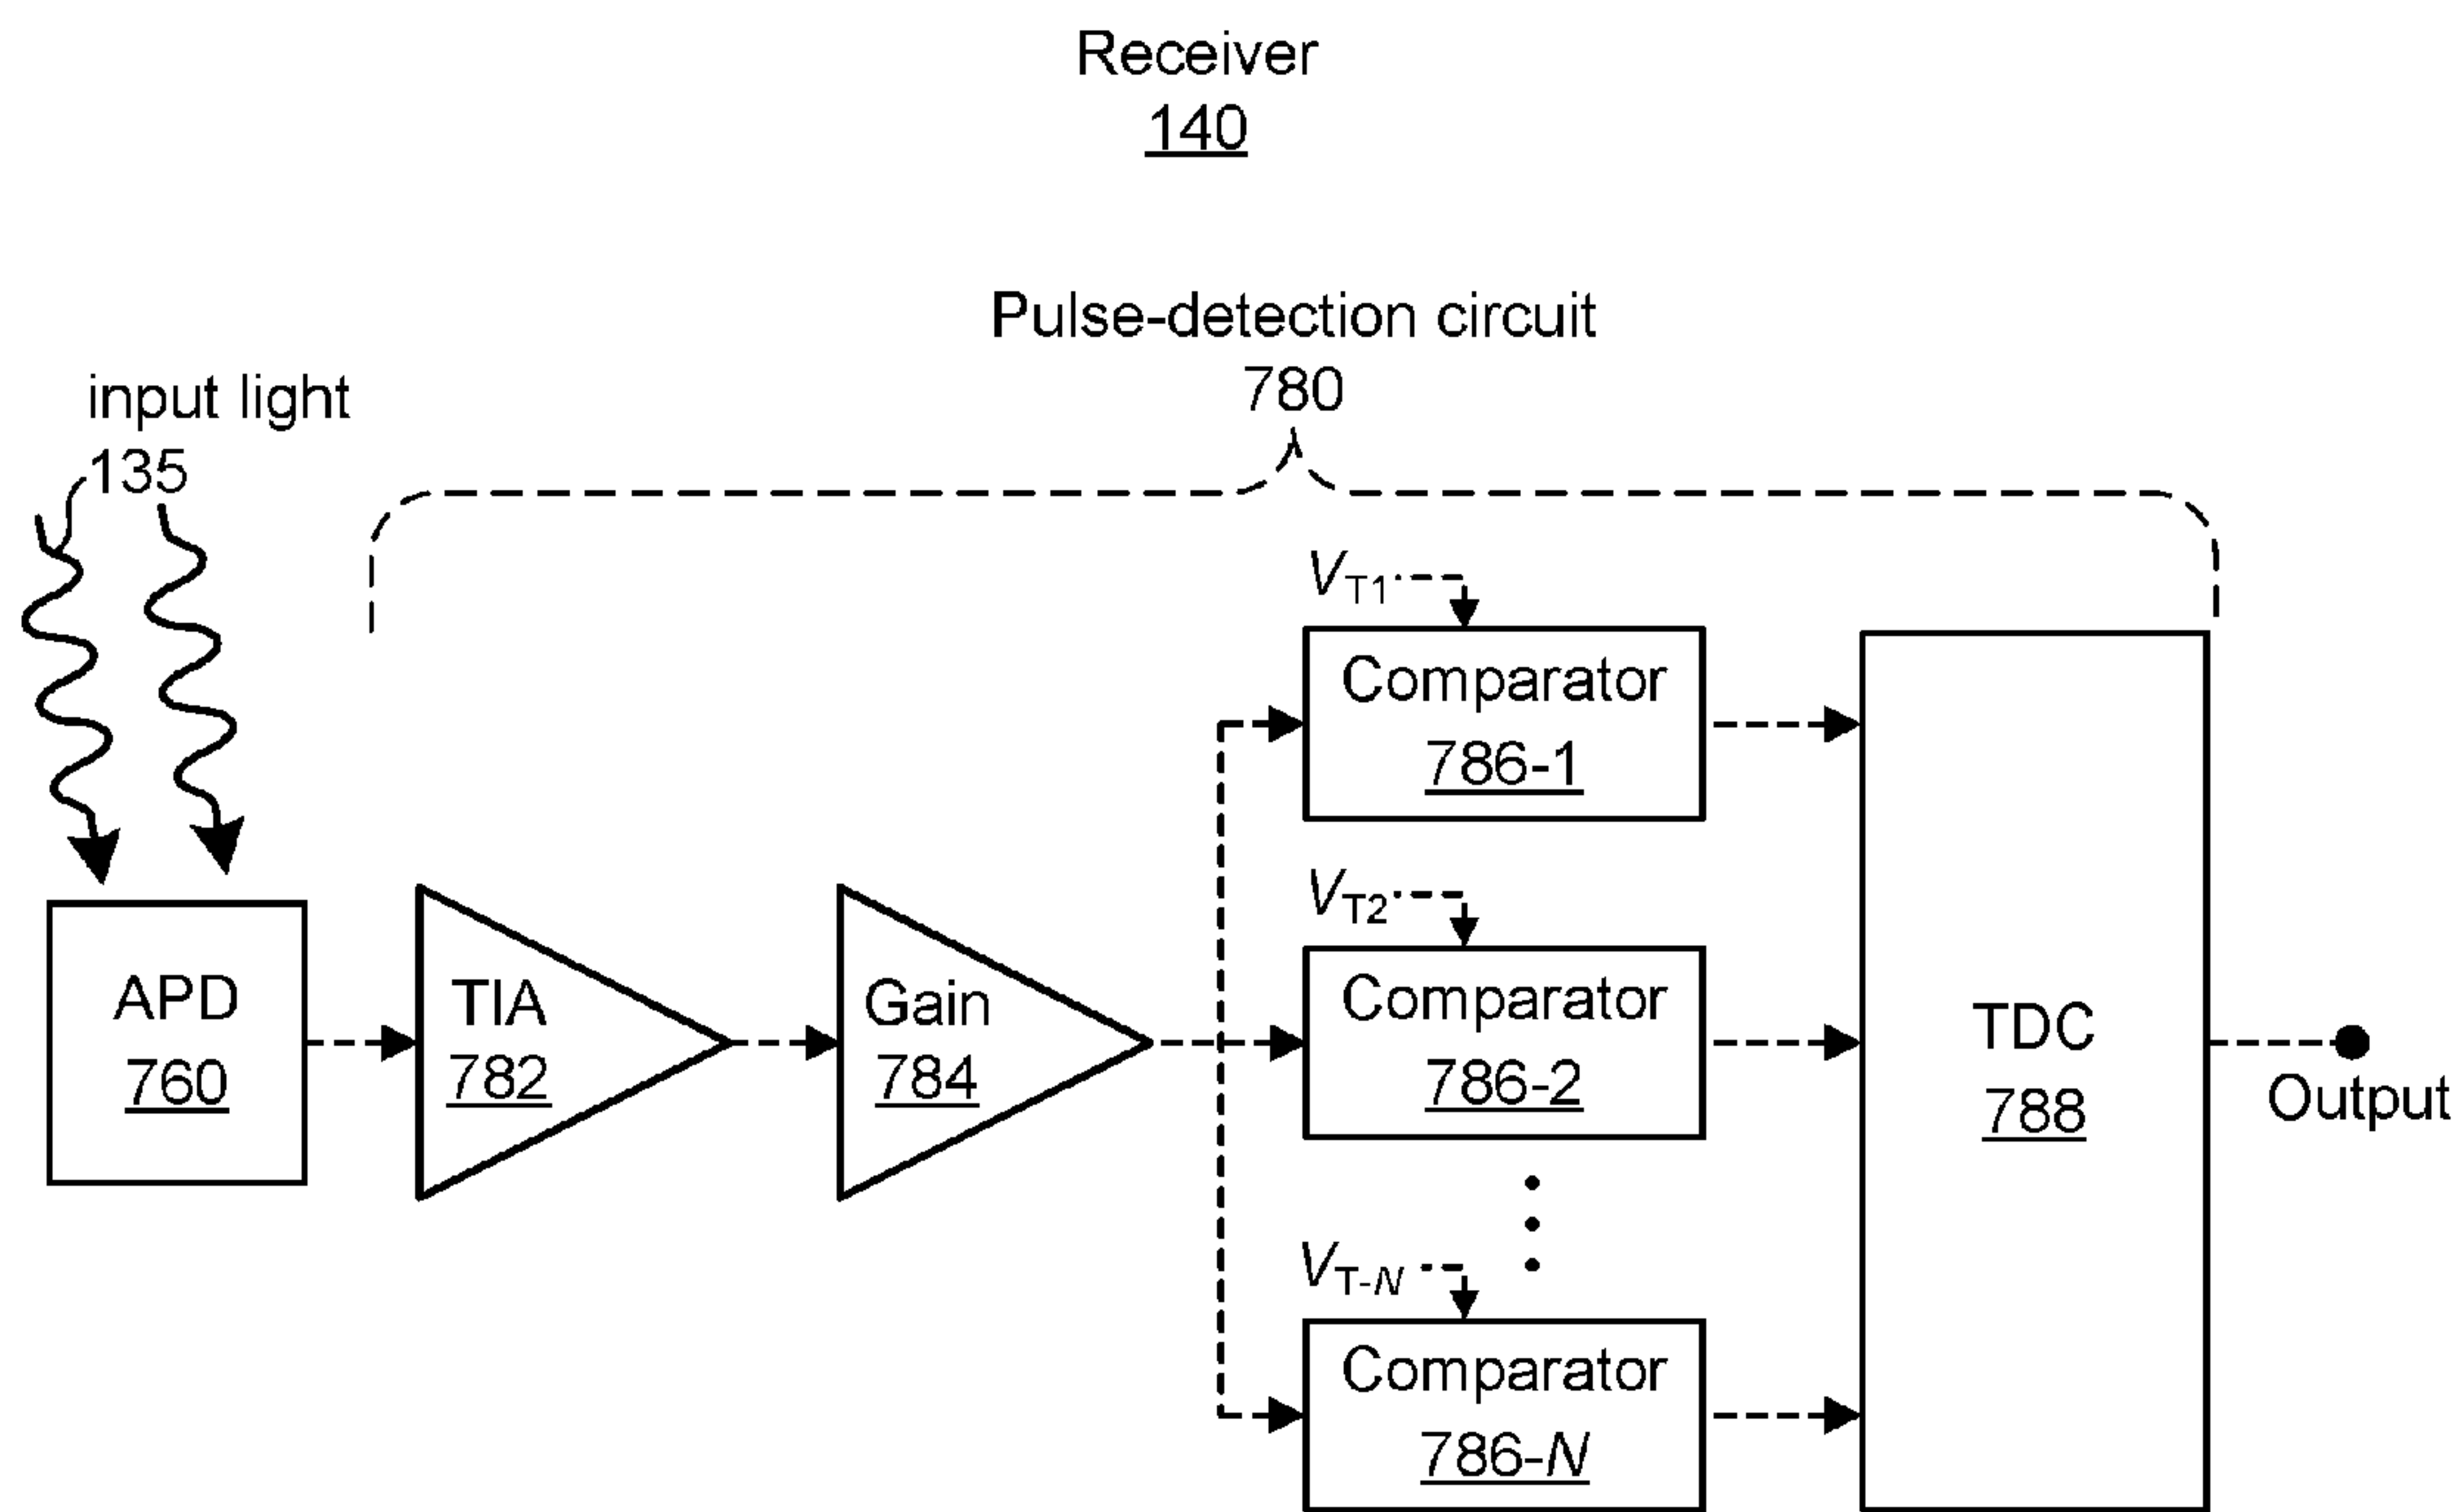 Receiver
140
Pulse-detection circuit
780
input light
135
VT1
Comparator
786-1
VT2
APD
760
TIA
782
Gain
784
Comparator
786-2
TDC
788
Output
VT-N
Comparator
786-N